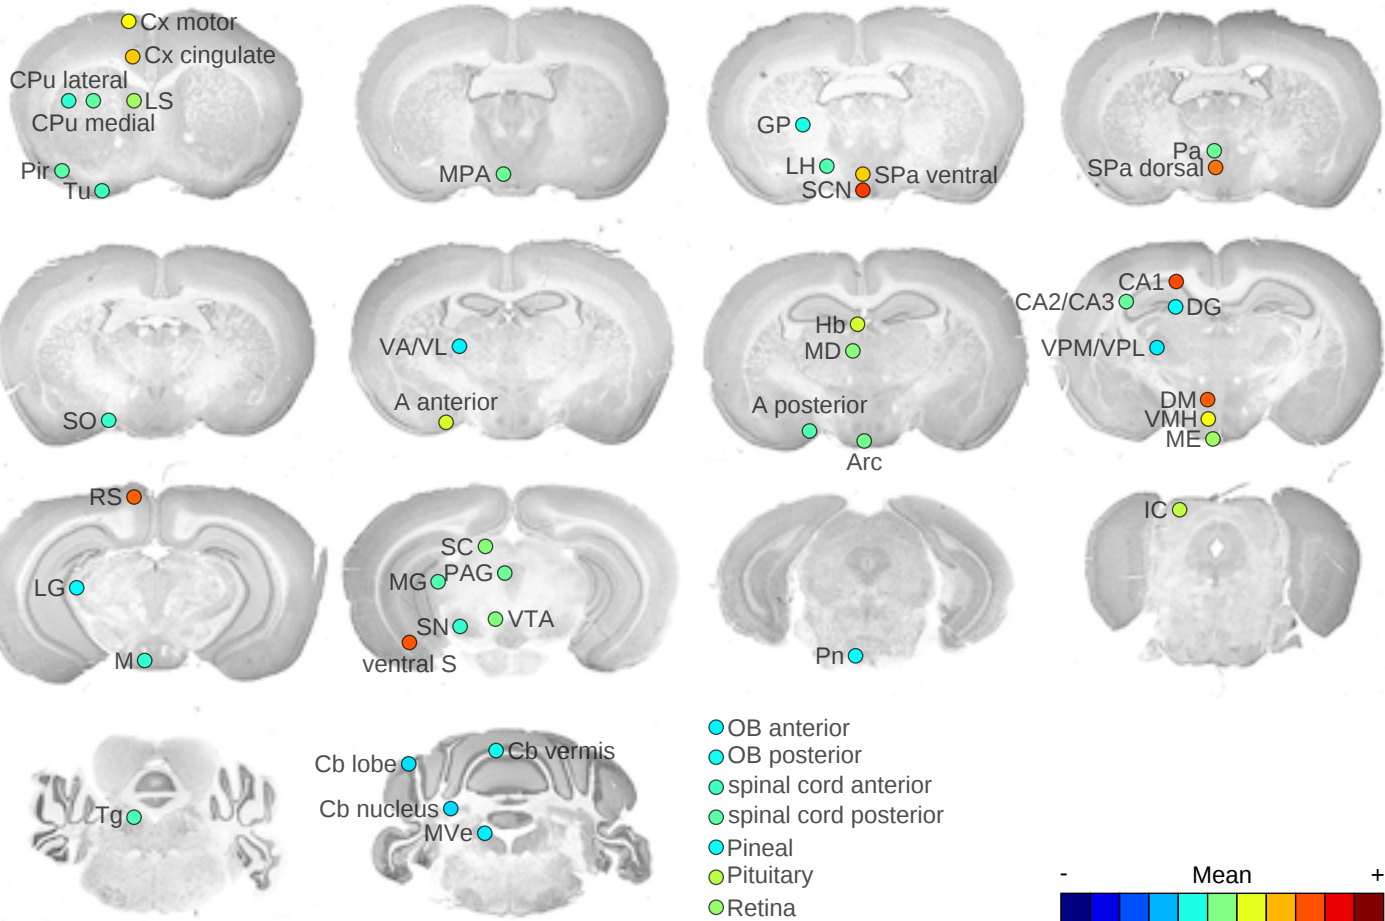 Cx motor
Cx cingulate
CPu lateral
LS
CPu medial
Pir
Tu
MPA
GP
LH
SPa ventral
SCN
Pa
SPa dorsal
SO
VA/VL
A anterior
Hb
MD
A posterior
Arc
CA1
CA2/CA3
DG
VPM/VPL
DM
VMH
ME
RS
LG
M
SC
MG
PAG
SN
VTA
ventral S
Pn
IC
Tg
Cb lobe
Cb vermis
Cb nucleus
MVe
OB anterior
OB posterior
spinal cord anterior
spinal cord posterior
Pineal
Pituitary
Retina
- Mean +